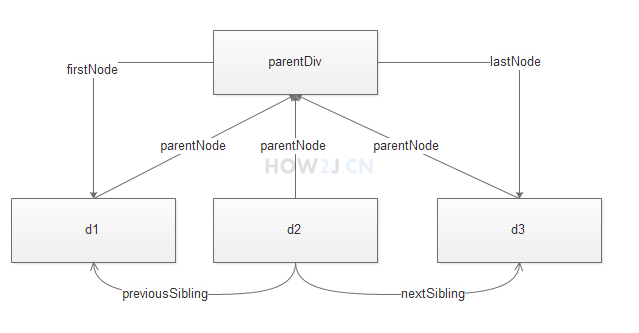 parentDiv
firstNode
lastNode
parentNode
parentNode
parentNode
HOW2J.CN
d1
d2
d3
previousSibling
nextSibling